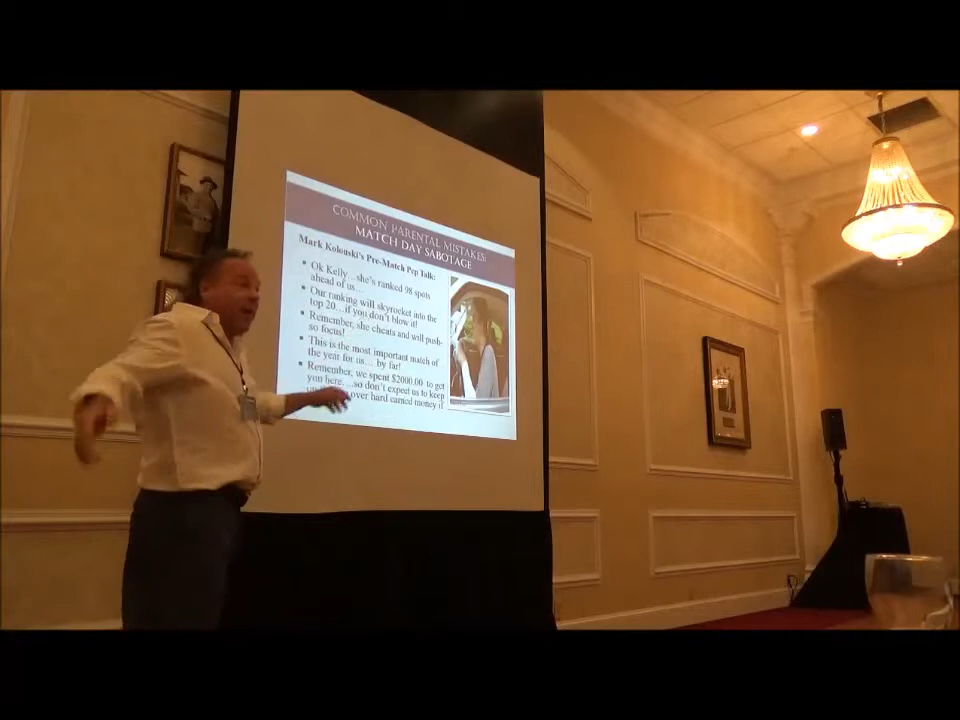 COMMON PARENTAL MISTAKES:
MATCH DAY SABOTAGE
Mark Kolouski's Pre-Match Pep Talk:
• Ok Kelly…she's ranked 98 spots
ahead of us…
• Our ranking will skyrocket into the
top 20…if you don't blow it!
• Remember, she cheats and will push-
so focus!
• This is the most important match of
the year for us… by far!
• Remember, we spent $2000.00 to get
you here….so don't expect us to keep
over hard earned money if